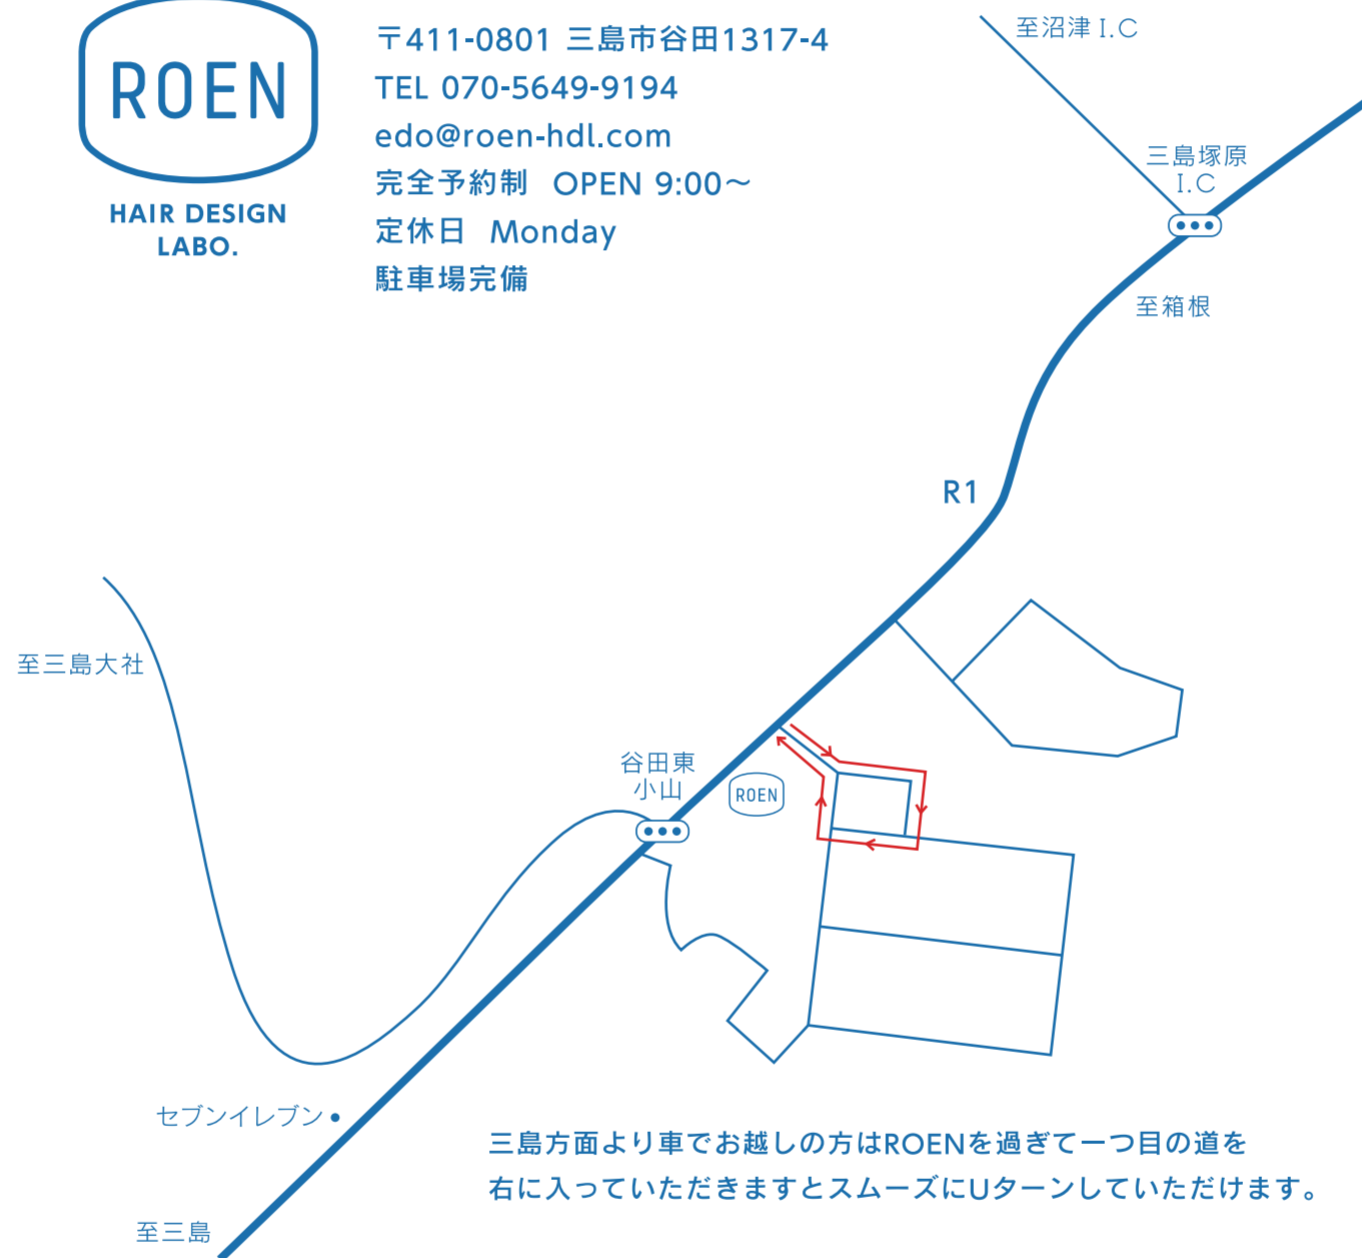 ROEN
HAIR DESIGN
LABO.
〒411-0801 三島市谷田1317-4
TEL 070-5649-9194
edo@roen-hdl.com
完全予約制 OPEN 9:00〜
定休日 Monday
駐車場完備
至沼津 I.C
三島塚原
I.C
至箱根
R1
至三島大社
谷田東
小山
ROEN
セブンイレブン
至三島
三島方面より車でお越しの方はROENを過ぎて一つ目の道を
右に入っていただきますとスムーズにUターンしていただけます。